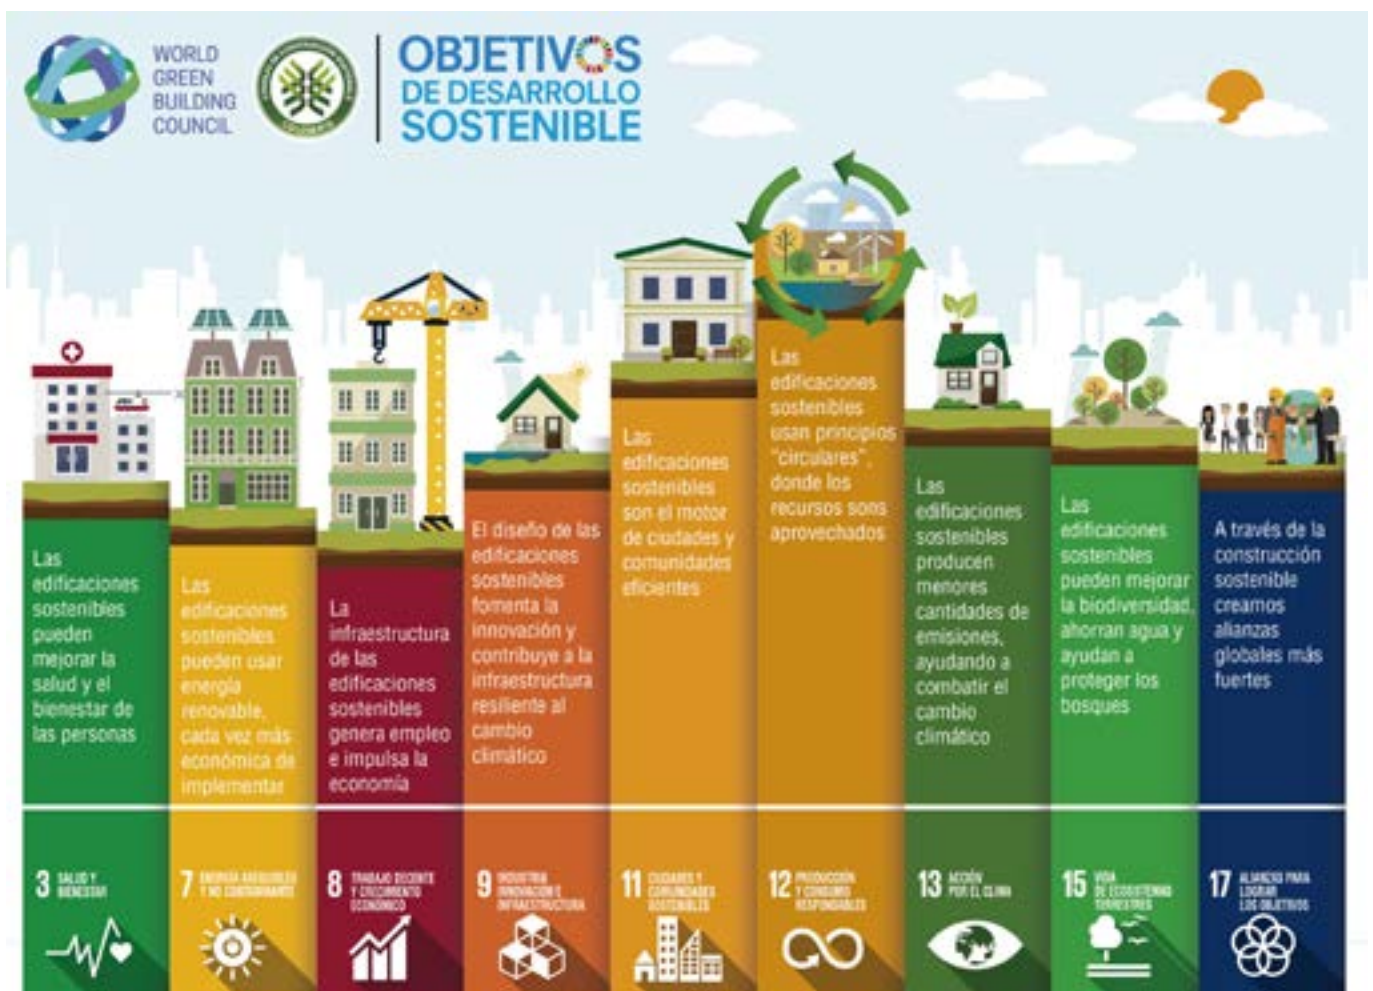 WORLD
GREEN
BUILDING
COUNCIL
OBJETIVOS
DE DESARROLLO
SOSTENIBLE
Las
edificaciones
sostenibles
pueden
mejorar la
salud y el
bienestar de
las personas
Las
edificaciones
sostenibles
pueden usar
energía
renovable,
cada vez más
económica de
implementar
La
infraestructura
de las
edificaciones
sostenibles
genera empleo
e impulsa la
economía
El diseño de las
edificaciones
sostenibles
fomenta la
innovación y
contribuye a la
infraestructura
resiliente al
cambio
climático
Las
edificaciones
sostenibles
son el motor
de ciudades y
comunidades
eficientes
Las
edificaciones
sostenibles
usan principios
"circulares",
donde los
recursos sons
aprovechados
Las
edificaciones
sostenibles
producen
menores
cantidades de
emisiones,
ayudando a
combatir el
cambio
climático
Las
edificaciones
sostenibles
pueden mejorar
la biodiversidad,
ahorran agua y
ayudan a
proteger los
bosques
A través de la
construcción
sostenible
creamos
alianzas
globales más
fuertes
3 SALUD Y
BIENESTAR
7 ENERGÍA ASEQUIBLES
Y NO CONTAMINANTE
8 TRABAJO DECENTE
Y CRECIMIENTO
ECONÓMICO
9 INDUSTRIA
INNOVACIÓN E
INFRAESTRUCTURA
11 CIUDADES Y
COMUNIDADES
SOSTENIBLES
12 PRODUCCIÓN
Y CONSUMO
RESPONSABLES
13 ACCIÓN
POR EL CLIMA
15 VIDA
DE ECOSISTEMAS
TERRESTRES
17 ALIANZAS PARA
LOGRAR
LOS OBJETIVOS